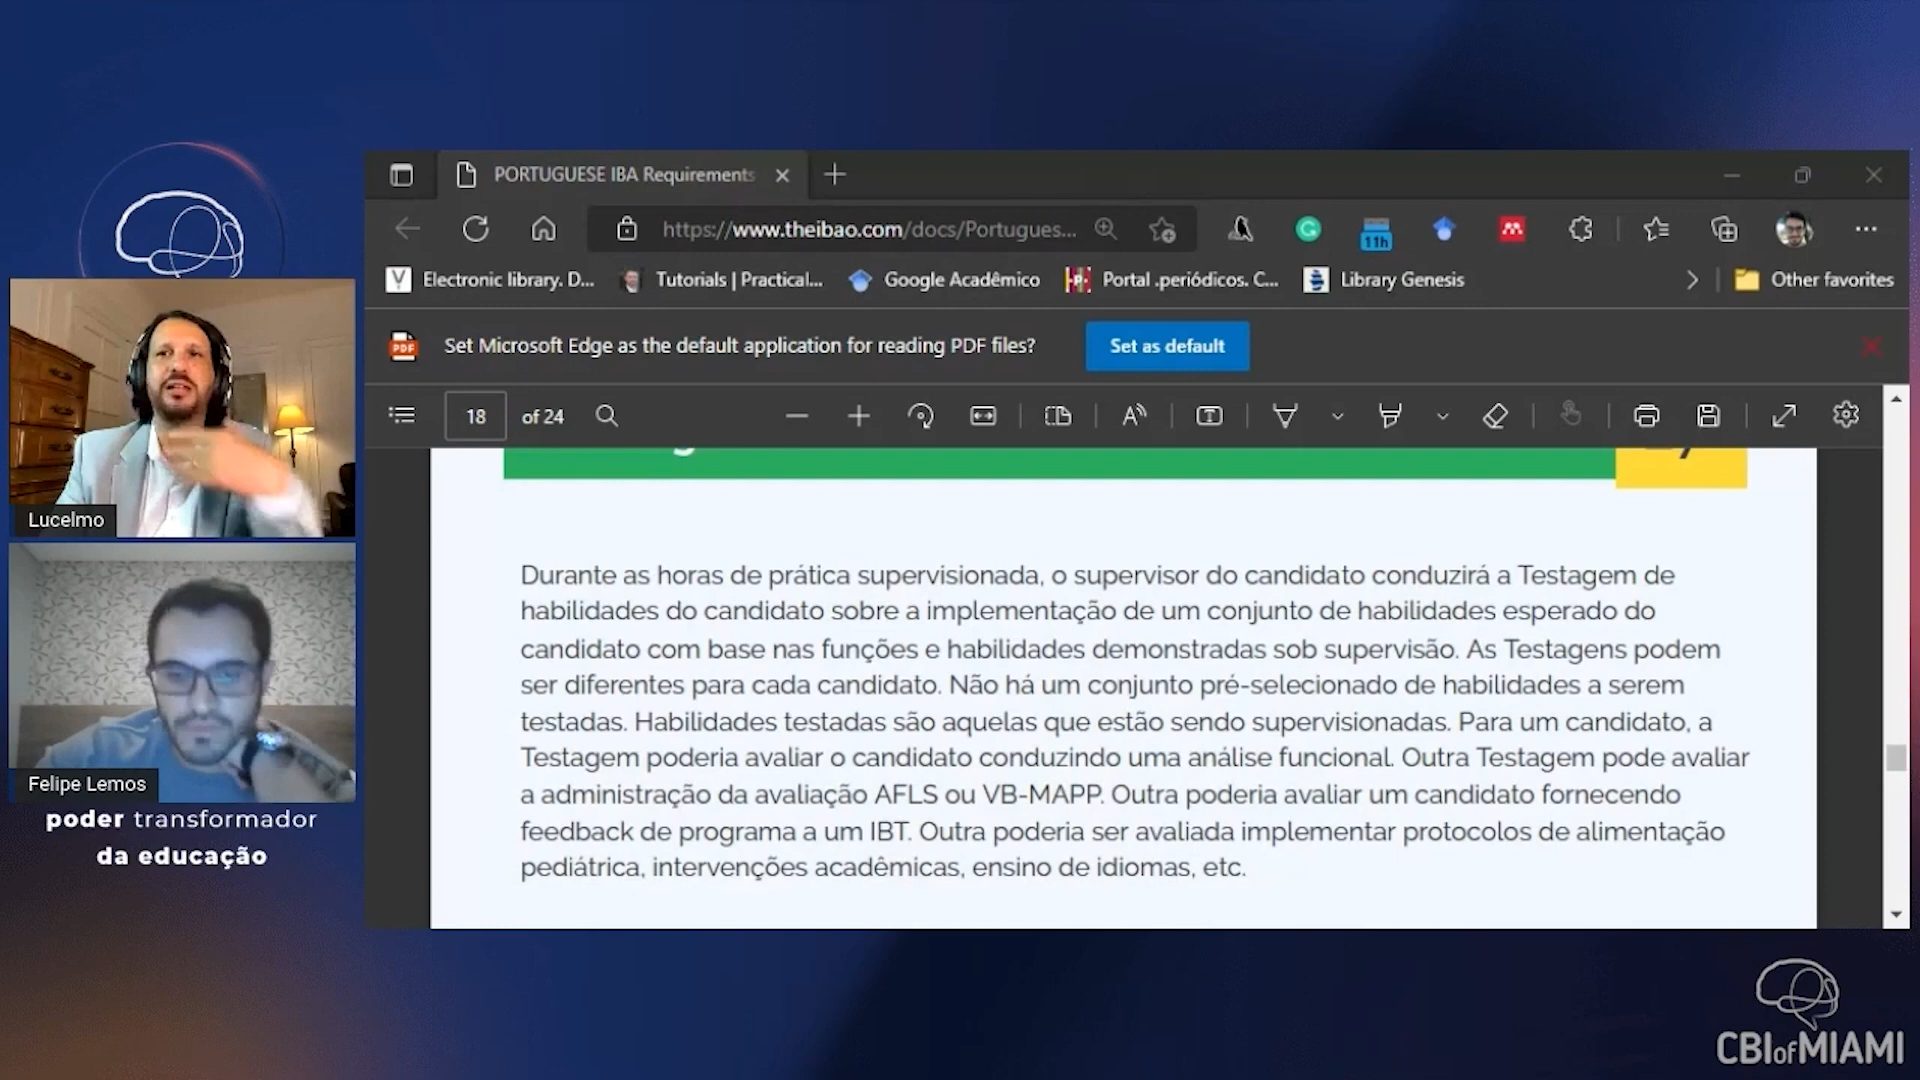 PORTUGUESE IBA Requirements
https://www.theibao.com/docs/Portugues...
11h
Electronic library. D...
Tutorials | Practical...
Google Acadêmico
Portal .periódicos. C...
Library Genesis
Other favorites
PDF
Set Microsoft Edge as the default application for reading PDF files?
Set as default
18
of 24
Durante as horas de prática supervisionada, o supervisor do candidato conduzirá a Testagem de
habilidades do candidato sobre a implementação de um conjunto de habilidades esperado do
candidato com base nas funções e habilidades demonstradas sob supervisão. As Testagens podem
ser diferentes para cada candidato. Não há um conjunto pré-selecionado de habilidades a serem
testadas. Habilidades testadas são aquelas que estão sendo supervisionadas. Para um candidato, a
Testagem poderia avaliar o candidato conduzindo uma análise funcional. Outra Testagem pode avaliar
a administração da avaliação AFLS ou VB-MAPP. Outra poderia avaliar um candidato fornecendo
feedback de programa a um IBT. Outra poderia ser avaliada implementar protocolos de alimentação
pediátrica, intervenções acadêmicas, ensino de idiomas, etc.
Lucelmo
Felipe Lemos
poder transformador
da educação
CBIofMIAMI